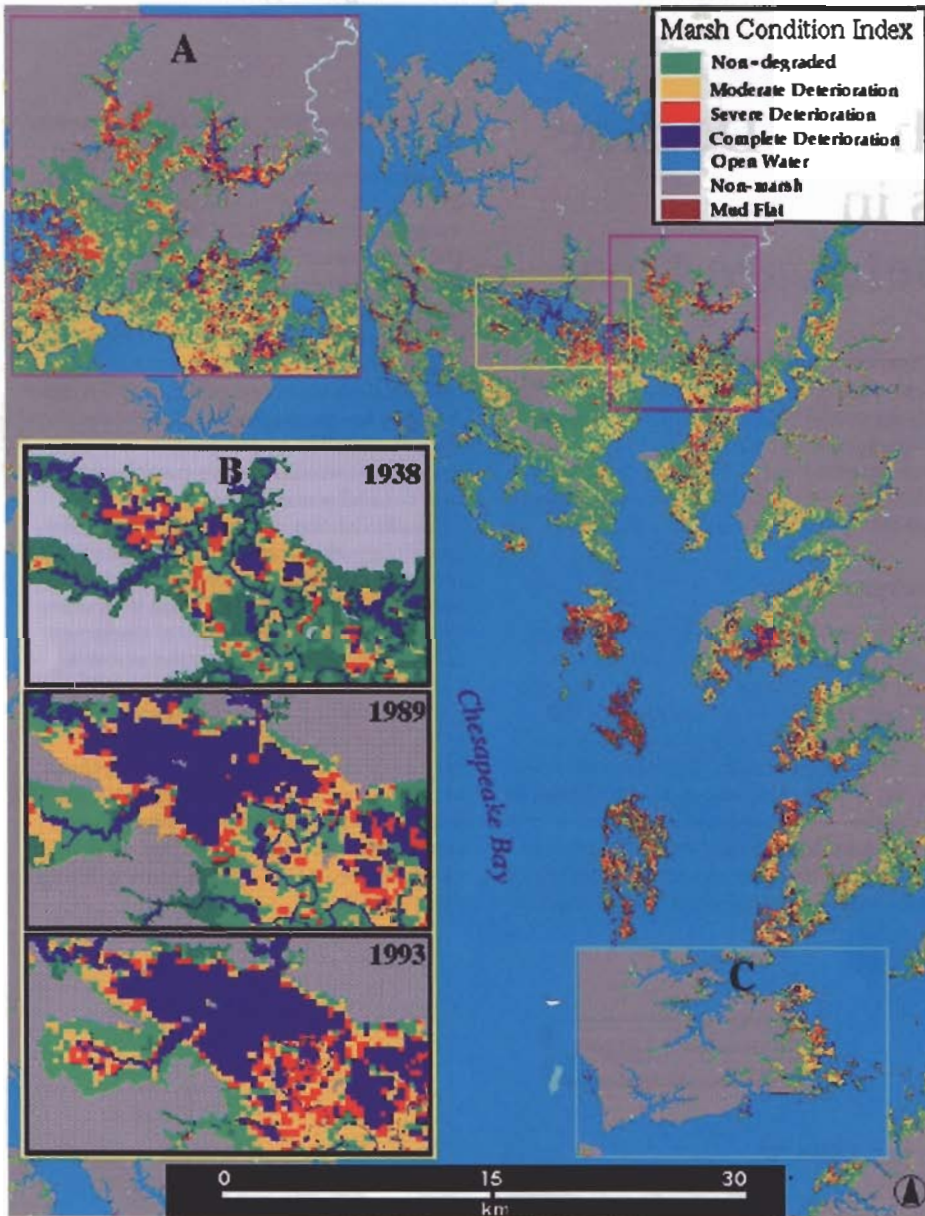 A
Marsh Condition Index
Non-degraded
Moderate Deterioration
Severe Deterioration
Complete Deterioration
Open Water
Non-marsh
Mud Flat
B
1938
1989
1993
Chesapeake Bay
C
0 15 30
km